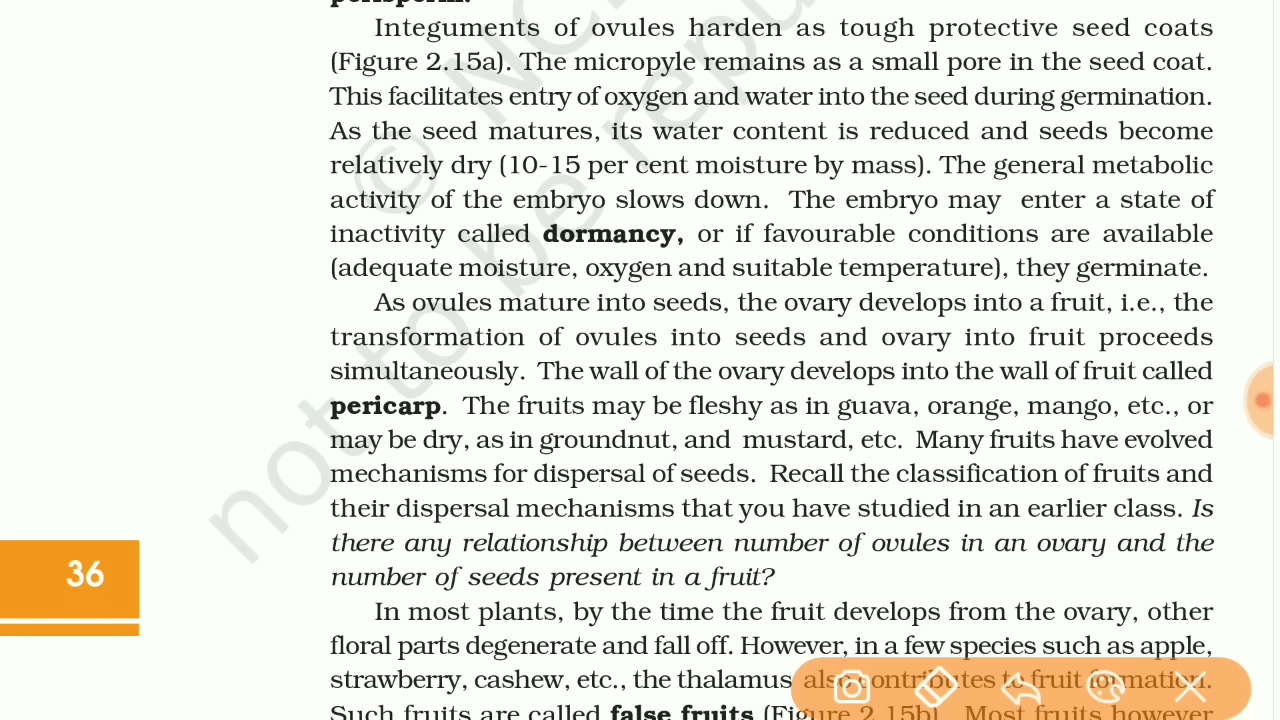 perisperm.
Integuments of ovules harden as tough protective seed coats
(Figure 2.15a). The micropyle remains as a small pore in the seed coat.
This facilitates entry of oxygen and water into the seed during germination.
As the seed matures, its water content is reduced and seeds become
relatively dry (10-15 per cent moisture by mass). The general metabolic
activity of the embryo slows down. The embryo may enter a state of
inactivity called dormancy, or if favourable conditions are available
(adequate moisture, oxygen and suitable temperature), they germinate.
As ovules mature into seeds, the ovary develops into a fruit, i.e., the
transformation of ovules into seeds and ovary into fruit proceeds
simultaneously. The wall of the ovary develops into the wall of fruit called
pericarp. The fruits may be fleshy as in guava, orange, mango, etc., or
may be dry, as in groundnut, and mustard, etc. Many fruits have evolved
mechanisms for dispersal of seeds. Recall the classification of fruits and
their dispersal mechanisms that you have studied in an earlier class. Is
there any relationship between number of ovules in an ovary and the
number of seeds present in a fruit?
36
In most plants, by the time the fruit develops from the ovary, other
floral parts degenerate and fall off. However, in a few species such as apple,
strawberry, cashew, etc., the thalamus also contributes to fruit formation.
Such fruits are called false fruits (Figure 2.15b). Most fruits however
© NC
not to be repu